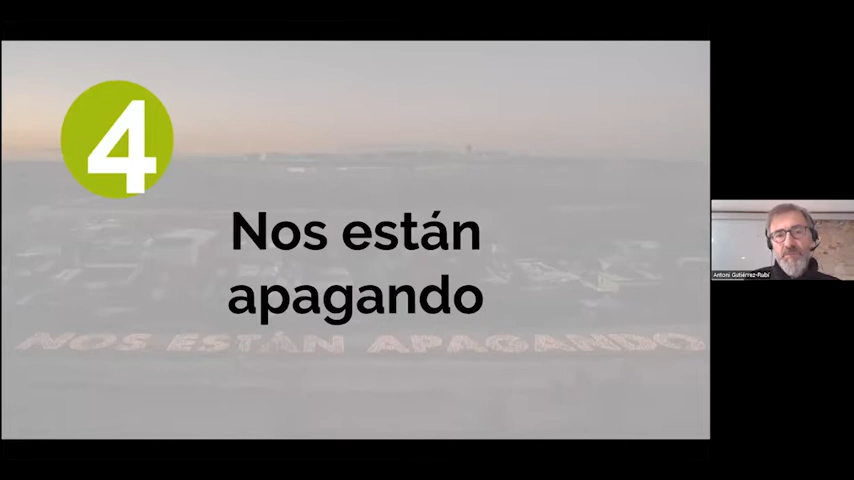 4
Nos están
apagando
NOS ESTÁN APAGANDO
Antoni Gutiérrez-Rubí